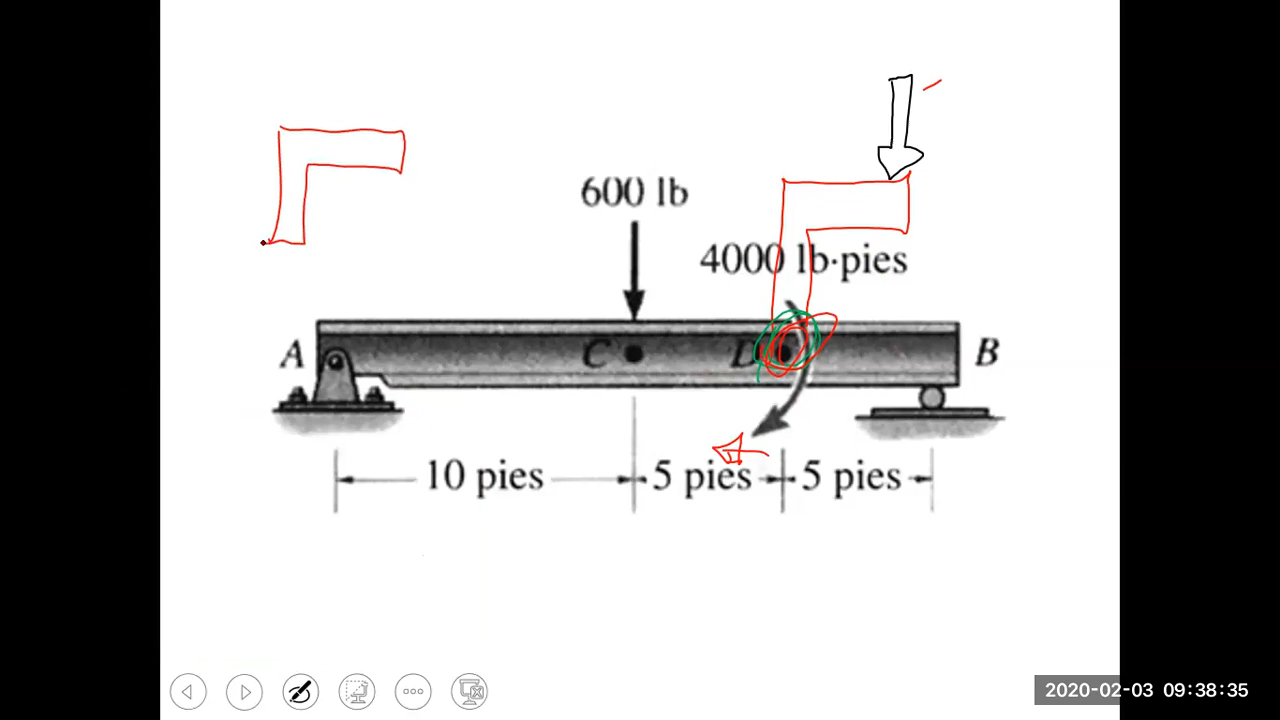 600 lb
4000 lb·pies
A
C
D
B
10 pies
5 pies
5 pies
2020-02-03 09:38:35